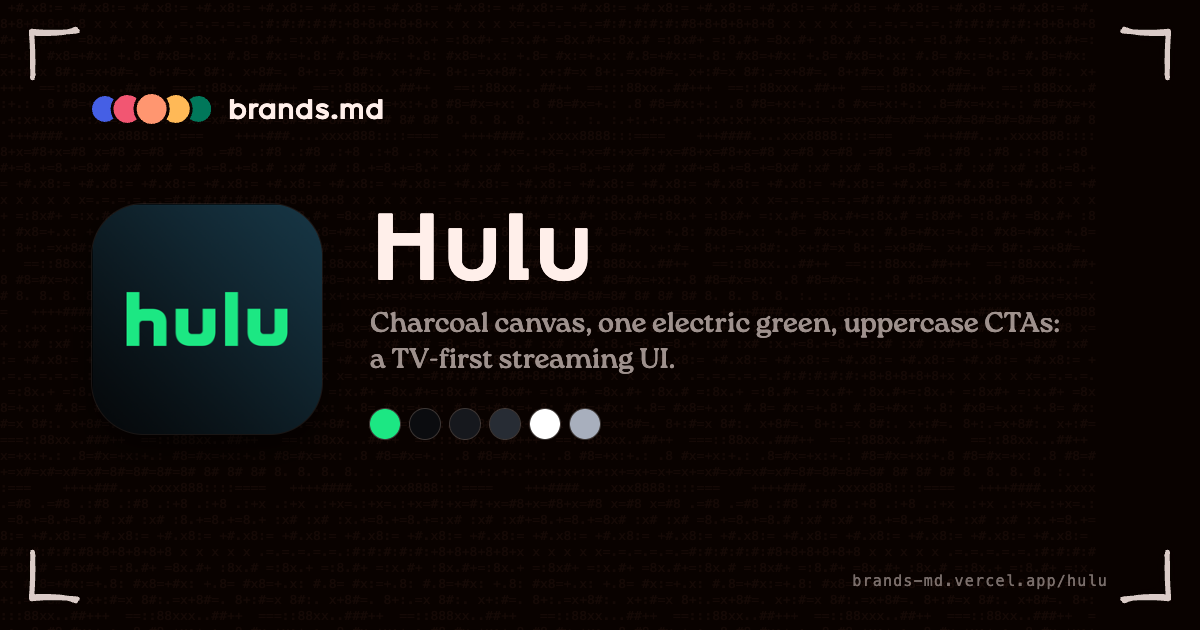 brands.md
hulu
Hulu
Charcoal canvas, one electric green, uppercase CTAs:
a TV-first streaming UI.
brands-md.vercel.app/hulu